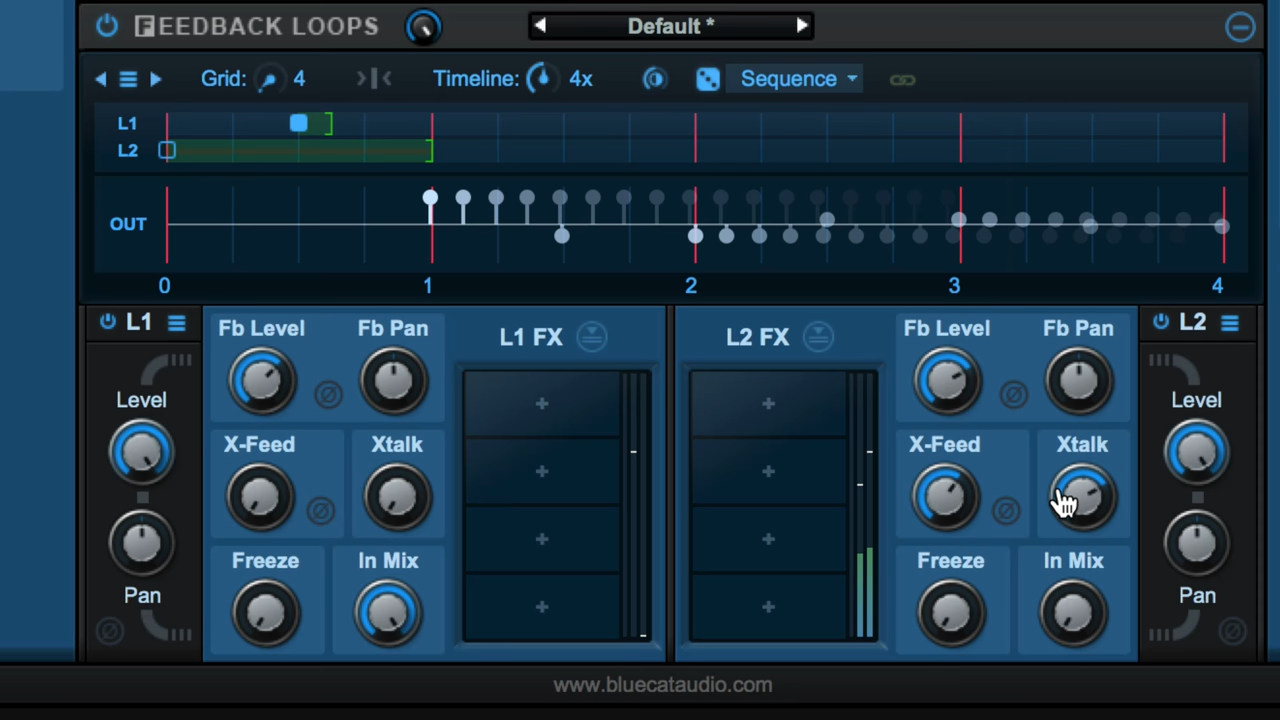 FEEDBACK LOOPS Default *
Grid: 4 Timeline: 4x Sequence
L1
L2
OUT
0 1 2 3 4
L1 Fb Level Fb Pan L1 FX L2 FX Fb Level Fb Pan L2
Level Level
X-Feed Xtalk X-Feed Xtalk
Freeze In Mix Freeze In Mix
Pan Pan
www.bluecataudio.com